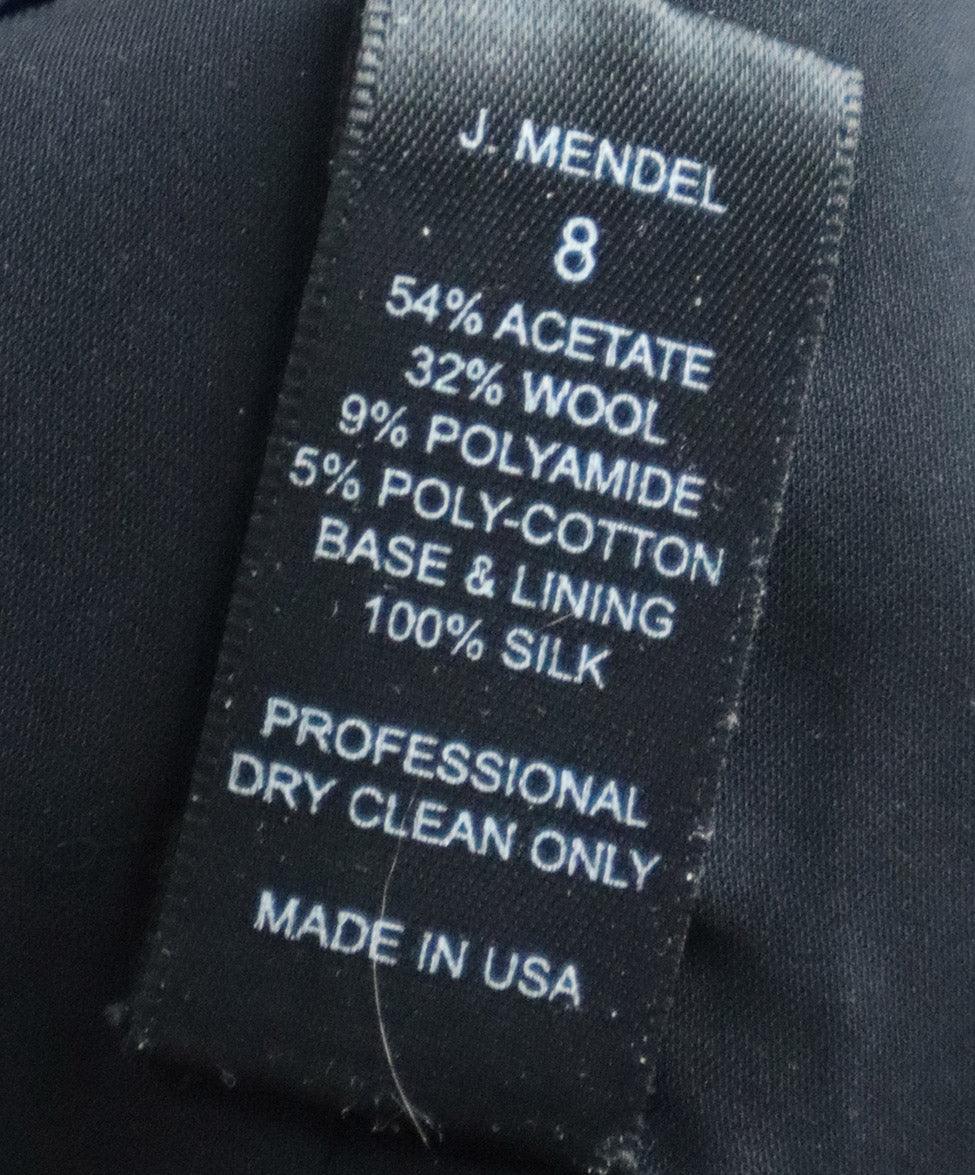 J. MENDEL
8
54% ACETATE
32% WOOL
9% POLYAMIDE
5% POLY-COTTON
BASE & LINING
100% SILK
PROFESSIONAL
DRY CLEAN ONLY
MADE IN USA